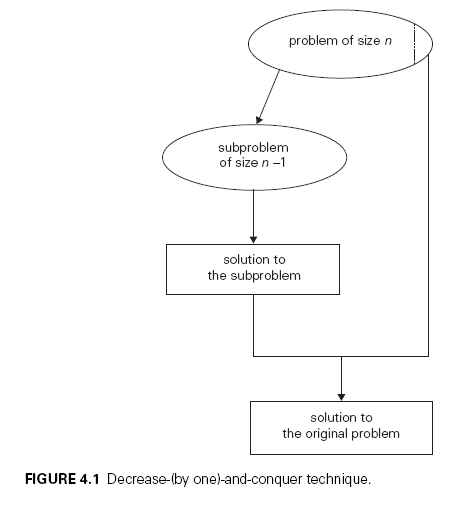 problem of size n
subproblem
of size n –1
solution to
the subproblem
solution to
the original problem
FIGURE 4.1 Decrease-(by one)-and-conquer technique.